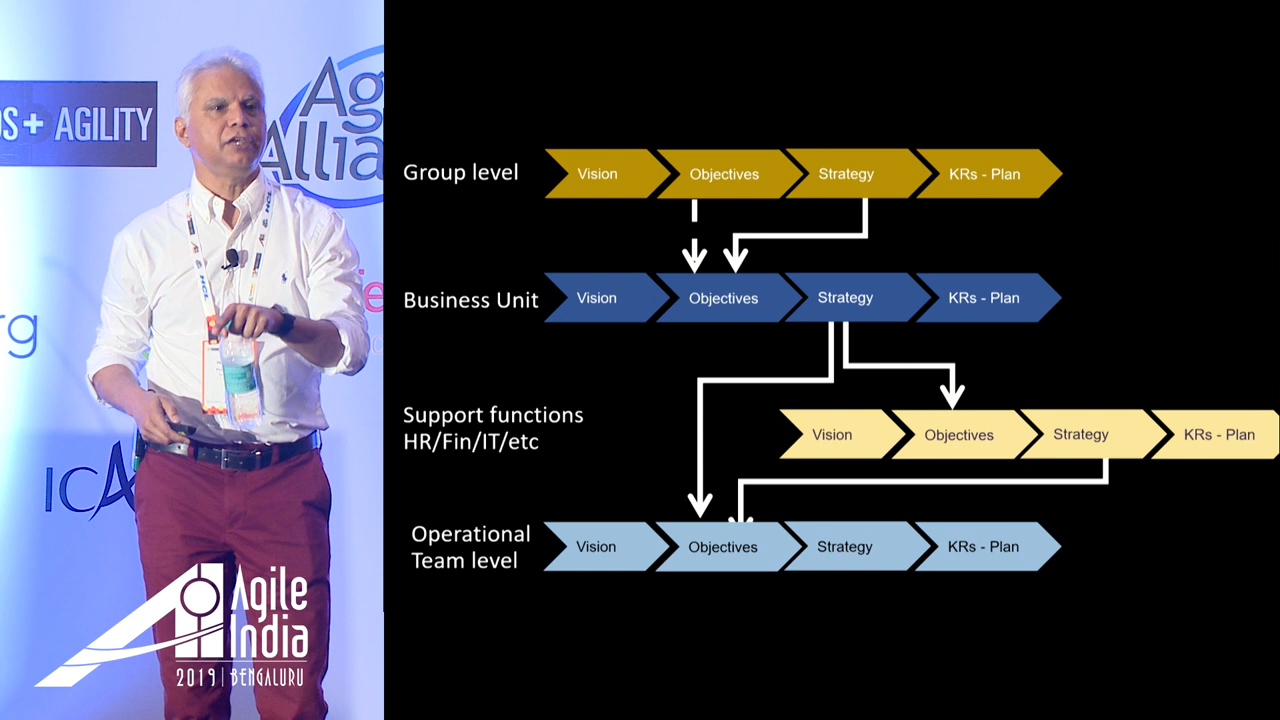 AGILITY
HCL
ICA
Agile
India
2019 | BENGALURU
Group level
Vision
Objectives
Strategy
KRs - Plan
Business Unit
Vision
Objectives
Strategy
KRs - Plan
Support functions
HR/Fin/IT/etc
Vision
Objectives
Strategy
KRs - Plan
Operational
Team level
Vision
Objectives
Strategy
KRs - Plan